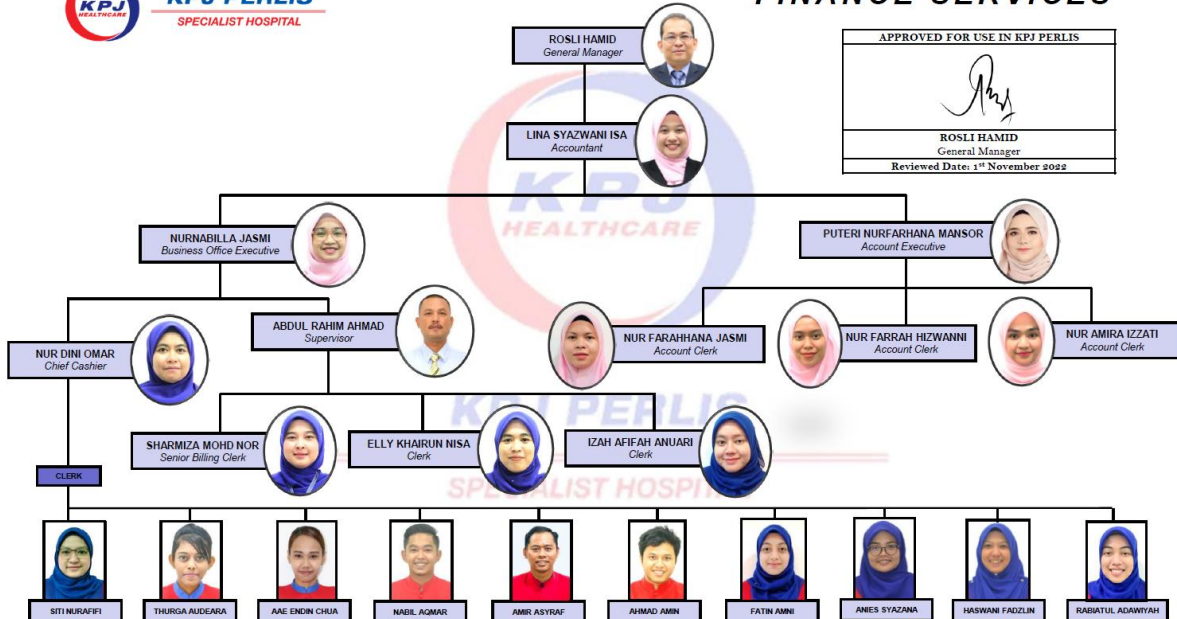 KPJ
HEALTHCARE
KPJ PERLIS
SPECIALIST HOSPITAL
FINANCE SERVICES
APPROVED FOR USE IN KPJ PERLIS
ROSLI HAMID
General Manager
Reviewed Date: 1st November 2022
ROSLI HAMID
General Manager
LINA SYAZWANI ISA
Accountant
KPJ
HEALTHCARE
NURNABILLA JASMI
Business Office Executive
PUTERI NURFARHANA MANSOR
Account Executive
NUR DINI OMAR
Chief Cashier
ABDUL RAHIM AHMAD
Supervisor
NUR FARAHHANA JASMI
Account Clerk
NUR FARRAH HIZWANNI
Account Clerk
NUR AMIRA IZZATI
Account Clerk
KPJ PERLIS
SPECIALIST HOSPITAL
SHARMIZA MOHD NOR
Senior Billing Clerk
ELLY KHAIRUN NISA
Clerk
IZAH AFIFAH ANUARI
Clerk
CLERK
SITI NURAFIFI
THURGA AUDEARA
AAE ENDIN CHUA
NABIL AQMAR
AMIR ASYRAF
AHMAD AMIN
FATIN AMNI
ANIES SYAZANA
HASWANI FADZLIN
RABIATUL ADAWIYAH